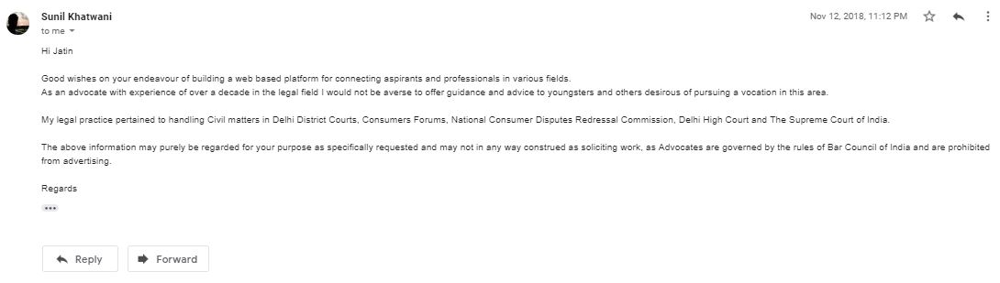 Sunil Khatwani
Nov 12, 2018, 11:12 PM
to me
Hi Jatin
Good wishes on your endeavour of building a web based platform for connecting aspirants and professionals in various fields.
As an advocate with experience of over a decade in the legal field I would not be averse to offer guidance and advice to youngsters and others desirous of pursuing a vocation in this area.
My legal practice pertained to handling Civil matters in Delhi District Courts, Consumers Forums, National Consumer Disputes Redressal Commission, Delhi High Court and The Supreme Court of India.
The above information may purely be regarded for your purpose as specifically requested and may not in any way construed as soliciting work, as Advocates are governed by the rules of Bar Council of India and are prohibited
from advertising.
Regards
Reply
Forward